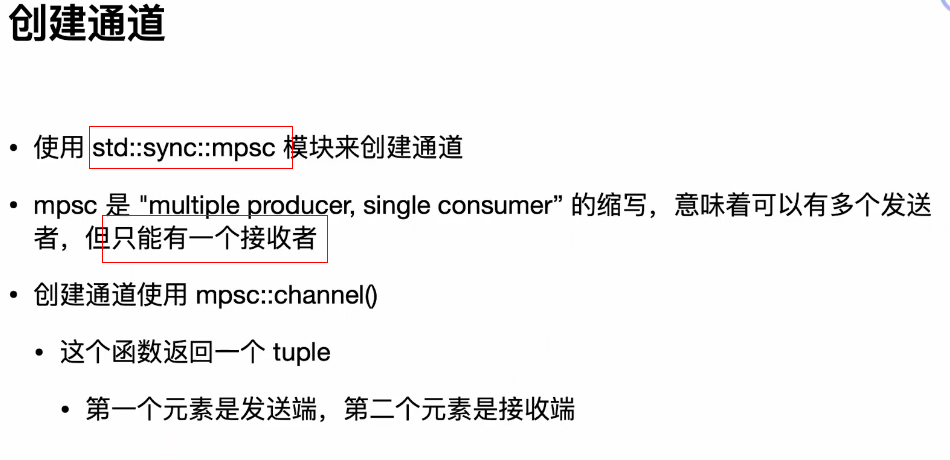 创建通道
• 使用 std::sync::mpsc 模块来创建通道
• mpsc 是 "multiple producer, single consumer” 的缩写，意味着可以有多个发送
者，但只能有一个接收者
• 创建通道使用 mpsc::channel()
• 这个函数返回一个 tuple
• 第一个元素是发送端，第二个元素是接收端